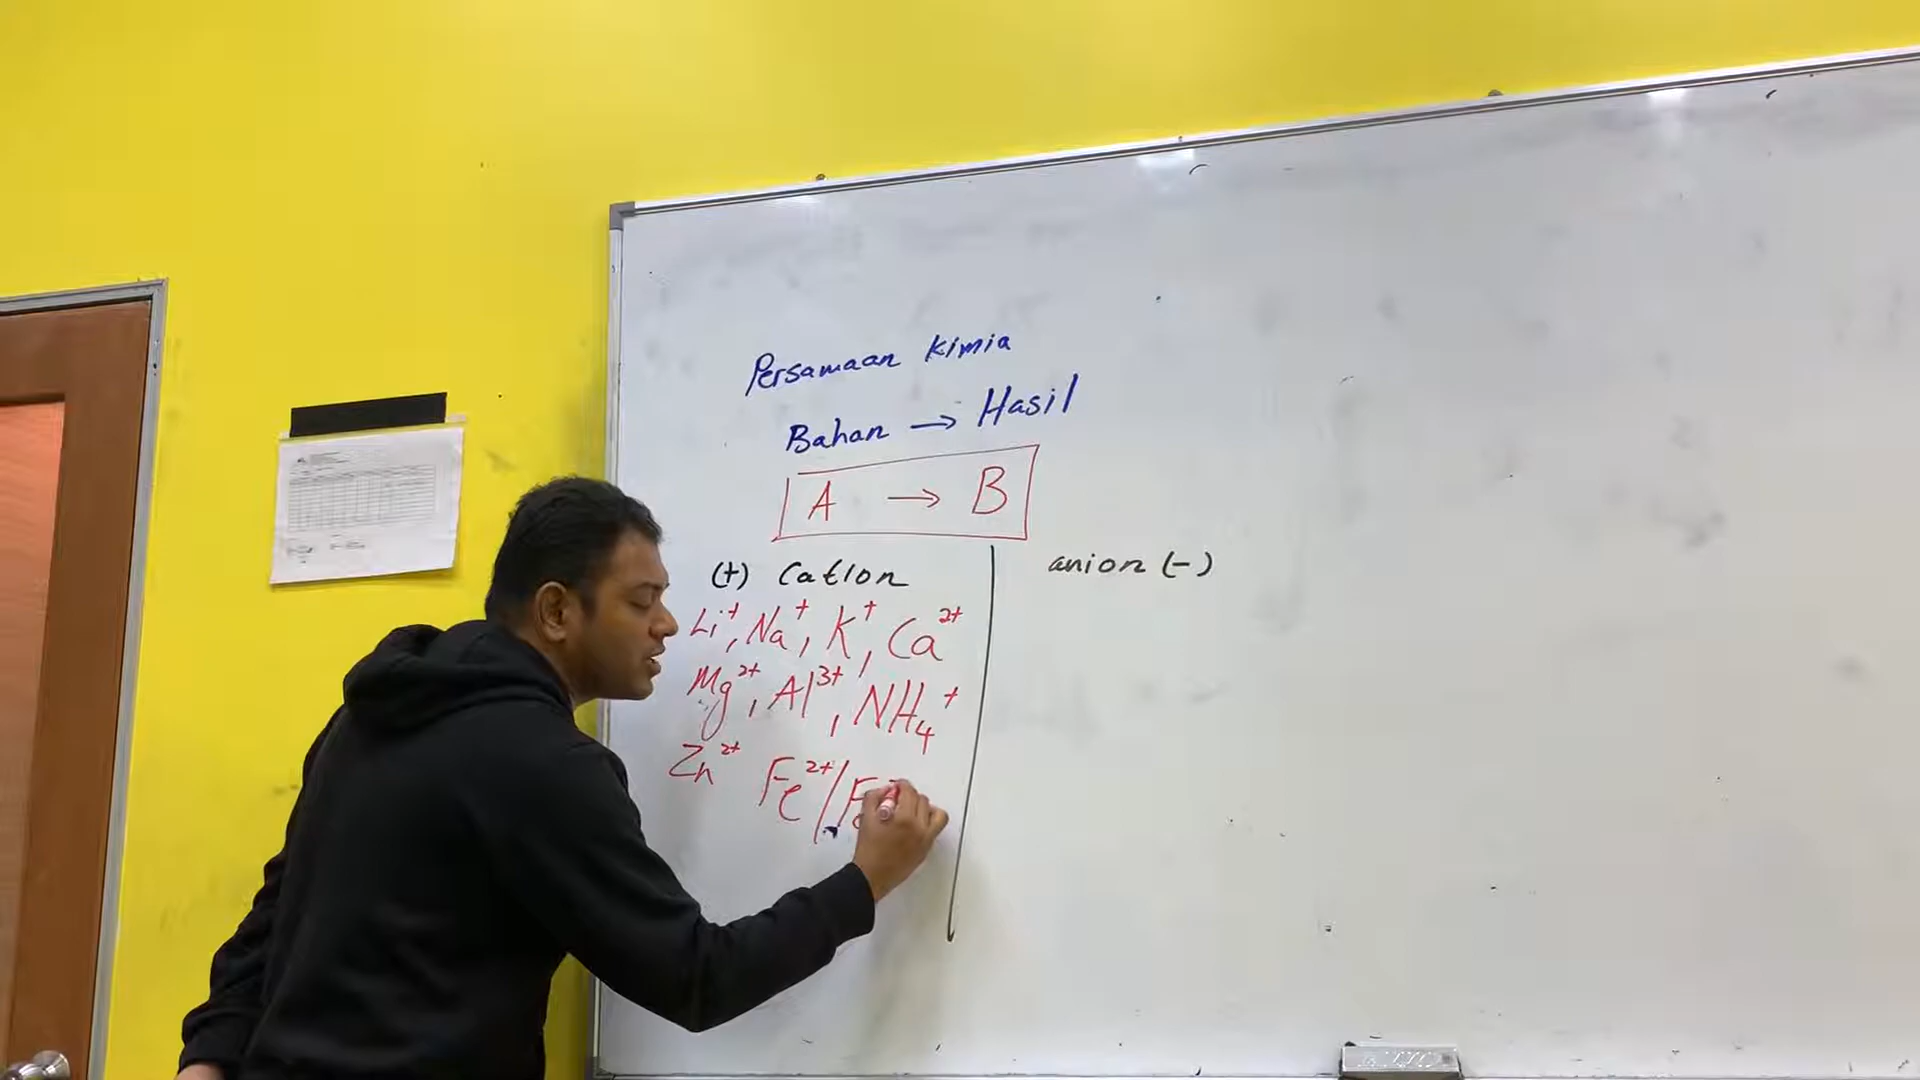 Persamaan Kimia
Bahan → Hasil
A → B
(+) Cation
anion (-)
Li⁺, Na⁺, K⁺, Ca²⁺
Mg²⁺, Al³⁺, NH₄⁺
Zn²⁺ Fe²⁺/